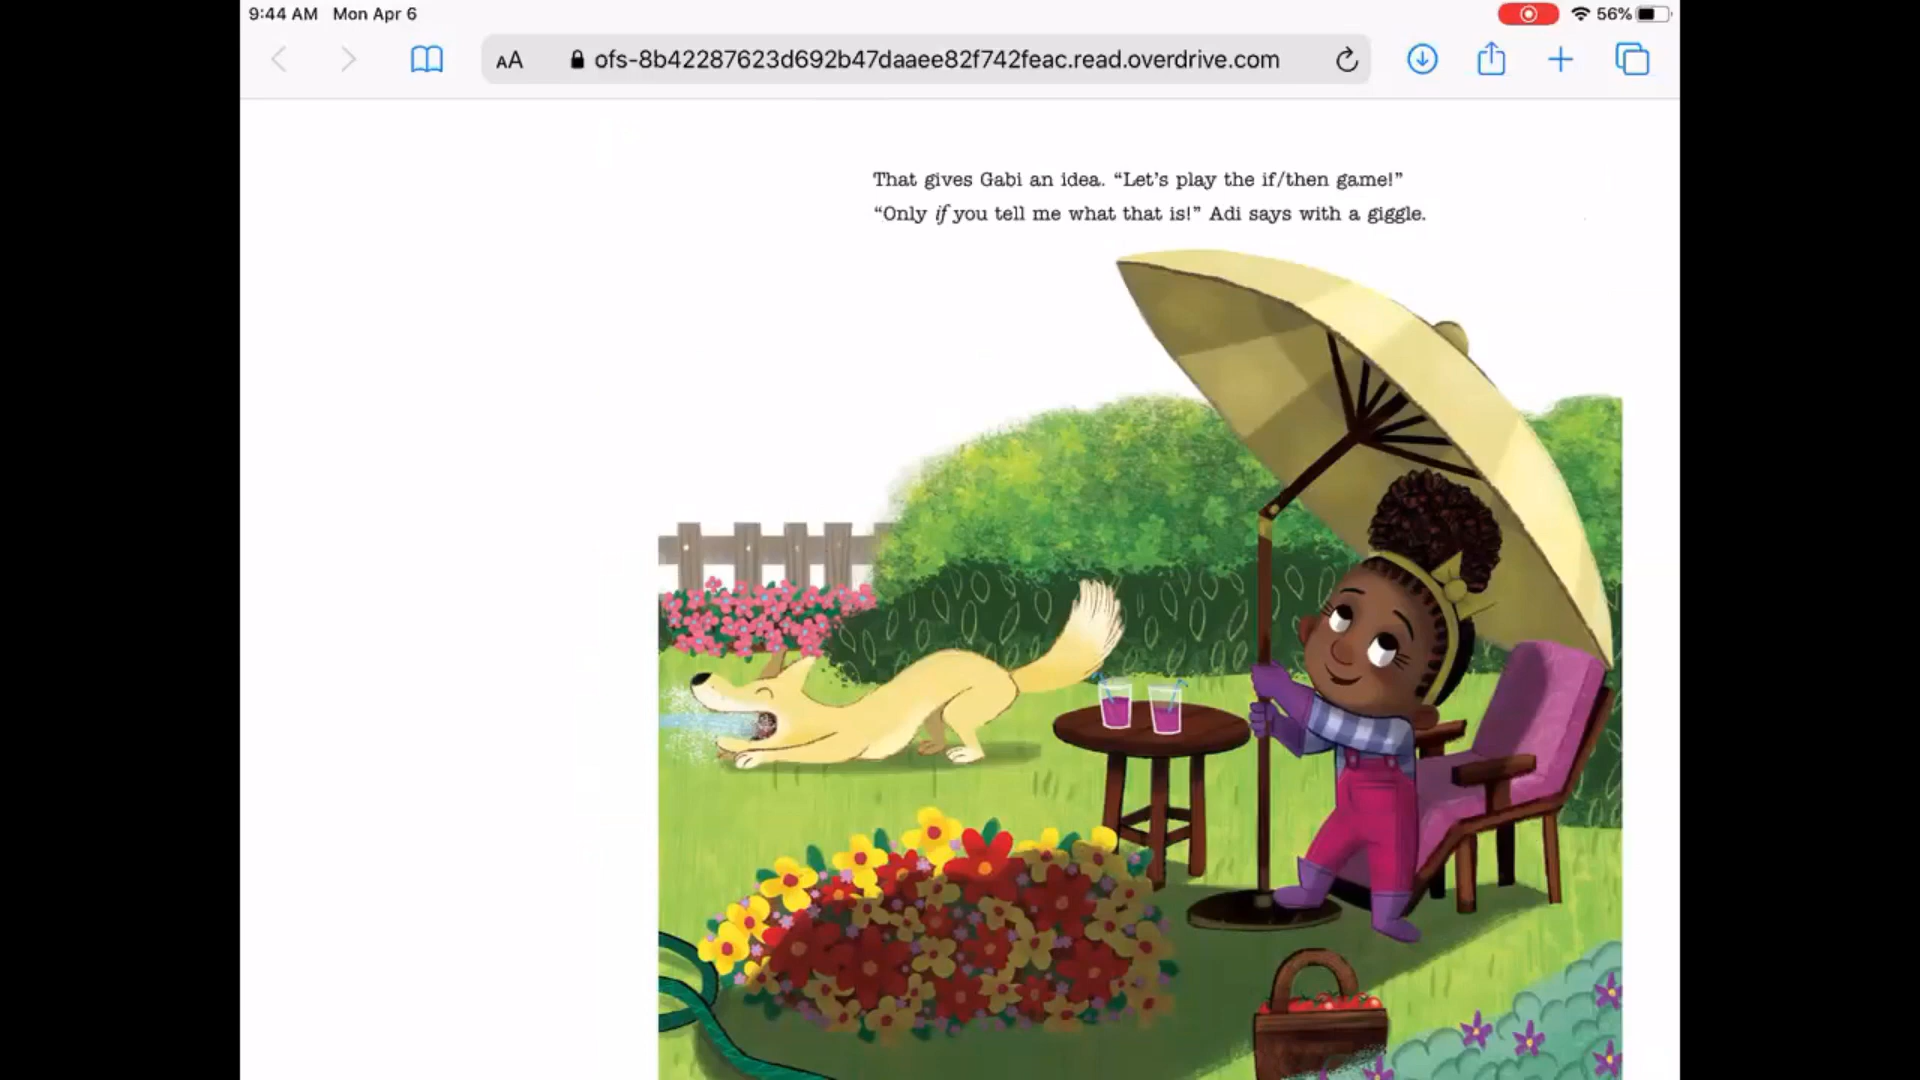 9:44 AM Mon Apr 6
56%
AA ofs-8b42287623d692b47daaee82f742feac.read.overdrive.com
That gives Gabi an idea. “Let’s play the if/then game!”
“Only if you tell me what that is!” Adi says with a giggle.